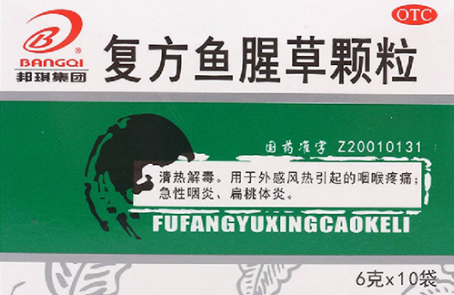 OTC
BANGQI
邦琪集团
®
复方鱼腥草颗粒
国药准字 Z20010131
清热解毒。用于外感风热引起的咽喉疼痛;
急性咽炎、扁桃体炎。
FUFANGYUXINGCAOKELI
6克x10袋